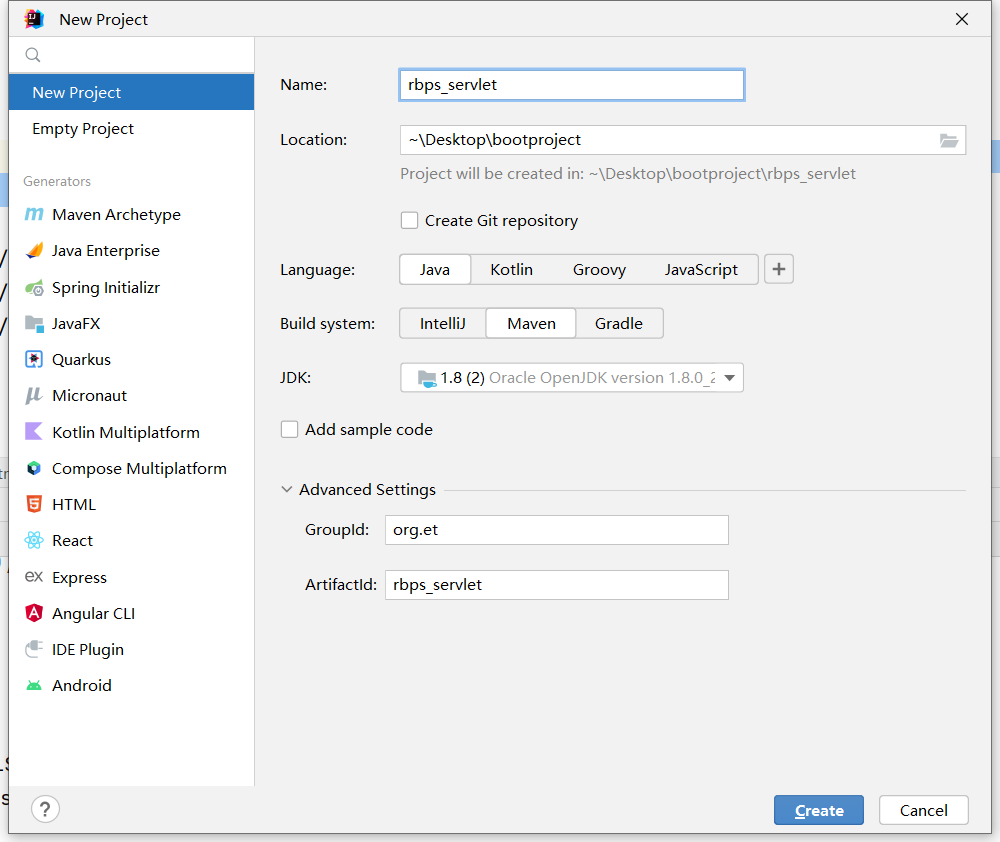 New Project
New Project
Empty Project
Generators
Maven Archetype
Java Enterprise
Spring Initializr
JavaFX
Quarkus
Micronaut
Kotlin Multiplatform
Compose Multiplatform
HTML
React
Express
Angular CLI
IDE Plugin
Android
Name: rbps_servlet
Location: ~\Desktop\bootproject
Project will be created in: ~\Desktop\bootproject\rbps_servlet
Create Git repository
Language: Java Kotlin Groovy JavaScript +
Build system: IntelliJ Maven Gradle
JDK: 1.8 (2) Oracle OpenJDK version 1.8.0_
Add sample code
Advanced Settings
GroupId: org.et
ArtifactId: rbps_servlet
? Create Cancel